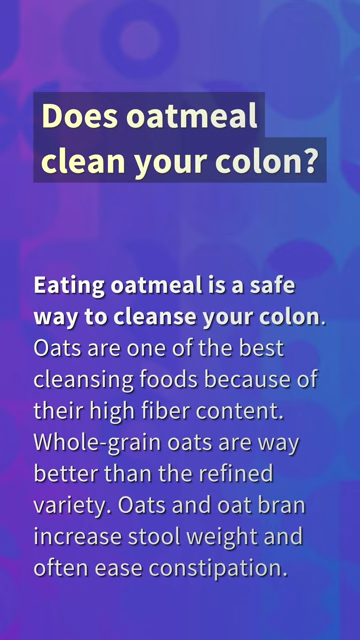 Does oatmeal
clean your colon?
Eating oatmeal is a safe
way to cleanse your colon.
Oats are one of the best
cleansing foods because of
their high fiber content.
Whole-grain oats are way
better than the refined
variety. Oats and oat bran
increase stool weight and
often ease constipation.